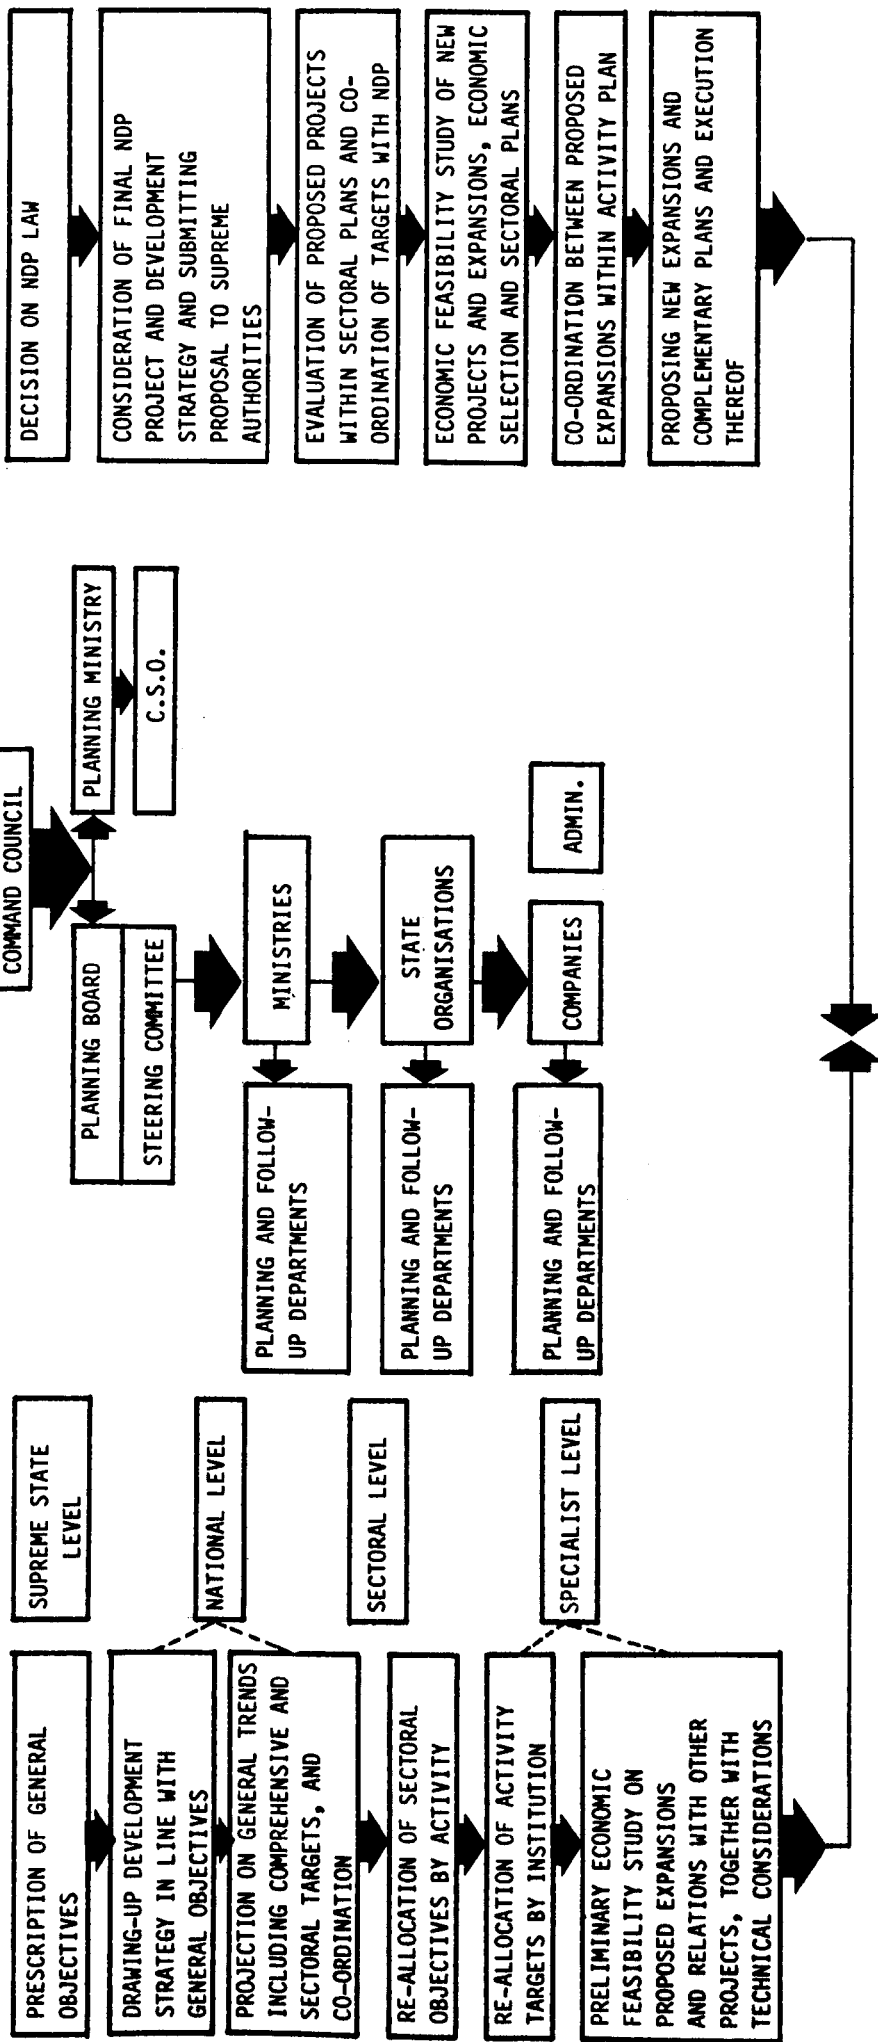 PRESCRIPTION OF GENERAL
OBJECTIVES
DRAWING-UP DEVELOPMENT
STRATEGY IN LINE WITH
GENERAL OBJECTIVES
PROJECTION ON GENERAL TRENDS
INCLUDING COMPREHENSIVE AND
SECTORAL TARGETS, AND
CO-ORDINATION
RE-ALLOCATION OF SECTORAL
OBJECTIVES BY ACTIVITY
RE-ALLOCATION OF ACTIVITY
TARGETS BY INSTITUTION
PRELIMINARY ECONOMIC
FEASIBILITY STUDY ON
PROPOSED EXPANSIONS
AND RELATIONS WITH OTHER
PROJECTS, TOGETHER WITH
TECHNICAL CONSIDERATIONS
SUPREME STATE
LEVEL
NATIONAL LEVEL
SECTORAL LEVEL
SPECIALIST LEVEL
COMMAND COUNCIL
PLANNING BOARD
STEERING COMMITTEE
PLANNING MINISTRY
C.S.O.
PLANNING AND FOLLOW-
UP DEPARTMENTS
MINISTRIES
PLANNING AND FOLLOW-
UP DEPARTMENTS
STATE
ORGANISATIONS
PLANNING AND FOLLOW-
UP DEPARTMENTS
COMPANIES
ADMIN.
DECISION ON NDP LAW
CONSIDERATION OF FINAL NDP
PROJECT AND DEVELOPMENT
STRATEGY AND SUBMITTING
PROPOSAL TO SUPREME
AUTHORITIES
EVALUATION OF PROPOSED PROJECTS
WITHIN SECTORAL PLANS AND CO-
ORDINATION OF TARGETS WITH NDP
ECONOMIC FEASIBILITY STUDY OF NEW
PROJECTS AND EXPANSIONS, ECONOMIC
SELECTION AND SECTORAL PLANS
CO-ORDINATION BETWEEN PROPOSED
EXPANSIONS WITHIN ACTIVITY PLAN
PROPOSING NEW EXPANSIONS AND
COMPLEMENTARY PLANS AND EXECUTION
THEREOF